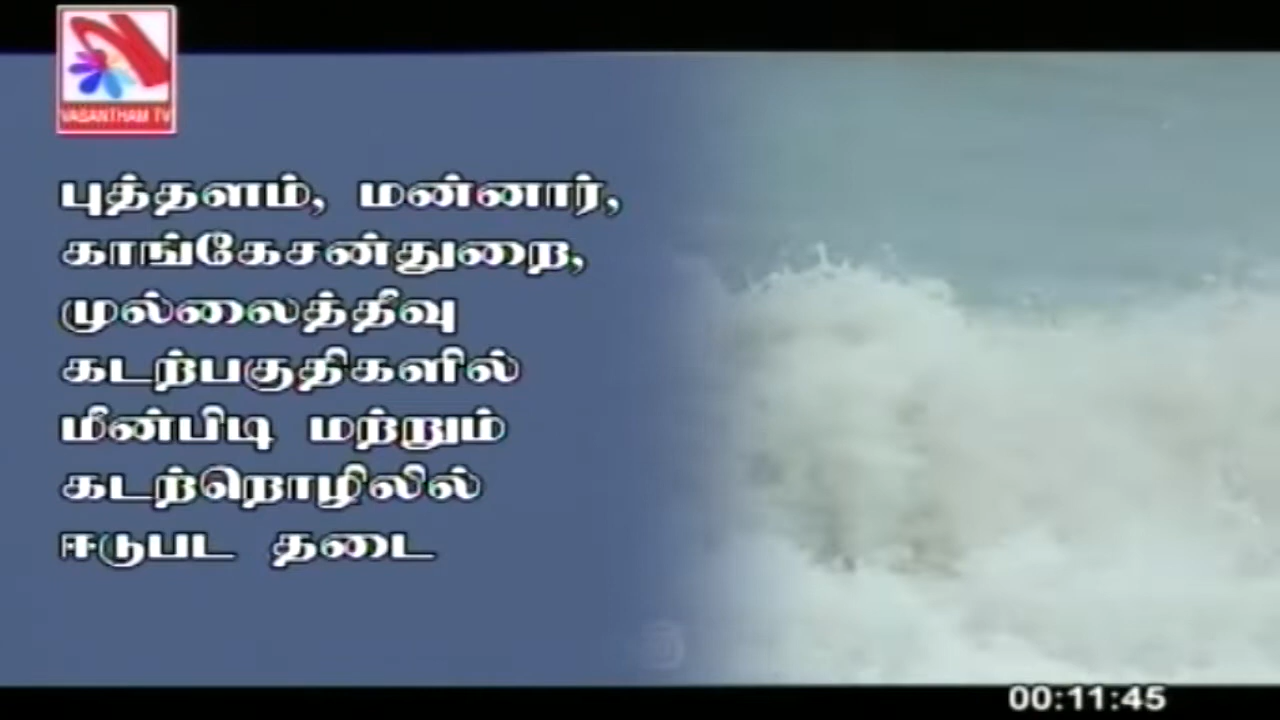 VASANTHAM TV
புத்தளம், மன்னார்,
காங்கேசன்துறை,
முல்லைத்தீவு
கடற்பகுதிகளில்
மீன்பிடி மற்றும்
கடற்றொழிலில்
ஈடுபட தடை
00:11:45